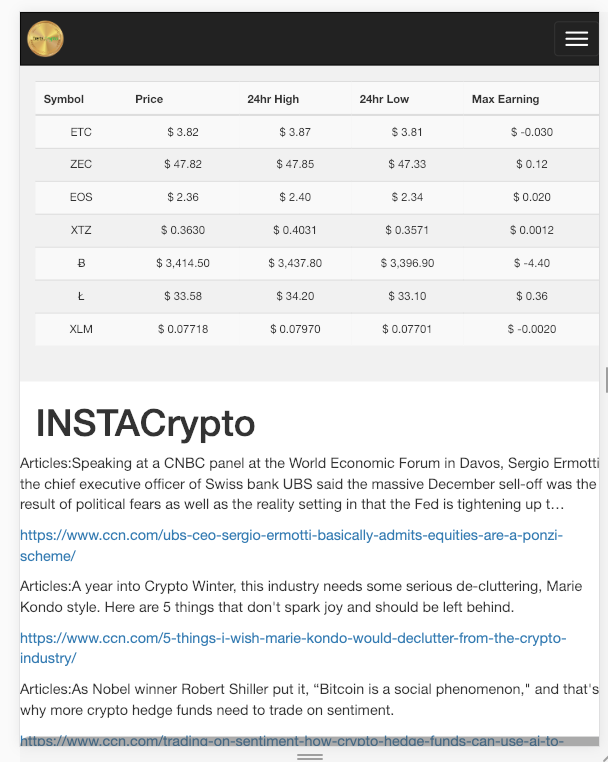 Symbol Price 24hr High 24hr Low Max Earning
ETC $ 3.82 $ 3.87 $ 3.81 $ -0.030
ZEC $ 47.82 $ 47.85 $ 47.33 $ 0.12
EOS $ 2.36 $ 2.40 $ 2.34 $ 0.020
XTZ $ 0.3630 $ 0.4031 $ 0.3571 $ 0.0012
Ƀ $ 3,414.50 $ 3,437.80 $ 3,396.90 $ -4.40
Ł $ 33.58 $ 34.20 $ 33.10 $ 0.36
XLM $ 0.07718 $ 0.07970 $ 0.07701 $ -0.0020
INSTACrypto
Articles:Speaking at a CNBC panel at the World Economic Forum in Davos, Sergio Ermotti
the chief executive officer of Swiss bank UBS said the massive December sell-off was the
result of political fears as well as the reality setting in that the Fed is tightening up t…
https://www.ccn.com/ubs-ceo-sergio-ermotti-basically-admits-equities-are-a-ponzi-
scheme/
Articles:A year into Crypto Winter, this industry needs some serious de-cluttering, Marie
Kondo style. Here are 5 things that don't spark joy and should be left behind.
https://www.ccn.com/5-things-i-wish-marie-kondo-would-declutter-from-the-crypto-
industry/
Articles:As Nobel winner Robert Shiller put it, “Bitcoin is a social phenomenon," and that's
why more crypto hedge funds need to trade on sentiment.
https://www.ccn.com/trading-on-sentiment-how-crypto-hedge-funds-can-use-ai-to-